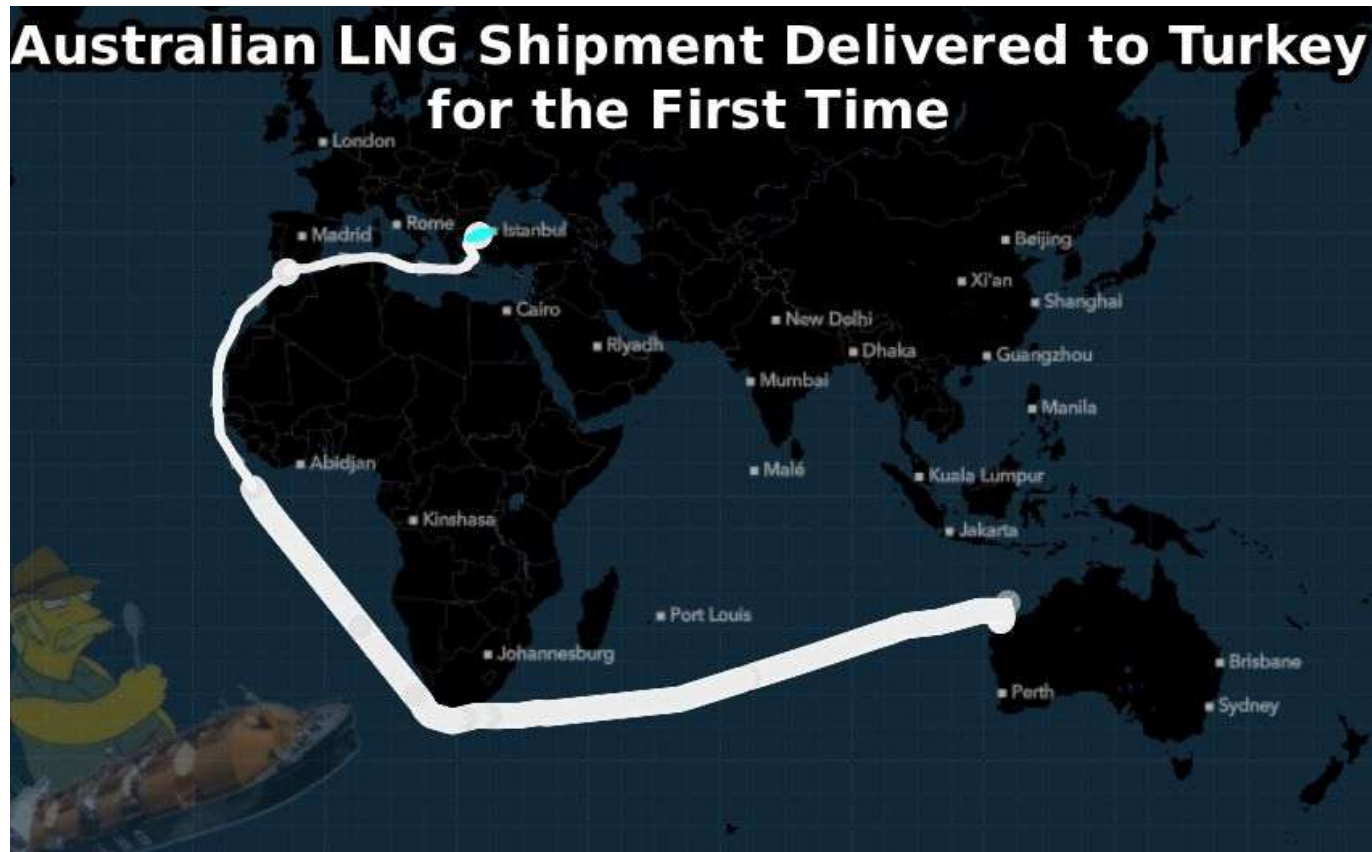 Australian LNG Shipment Delivered to Turkey
for the First Time
London
Rome
Madrid
Istanbul
Beijing
Xi'an
Shanghai
Cairo
New Delhi
Riyadh
Dhaka
Guangzhou
Mumbai
Manila
Abidjan
Malé
Kuala Lumpur
Kinshasa
Jakarta
Port Louis
Johannesburg
Brisbane
Perth
Sydney